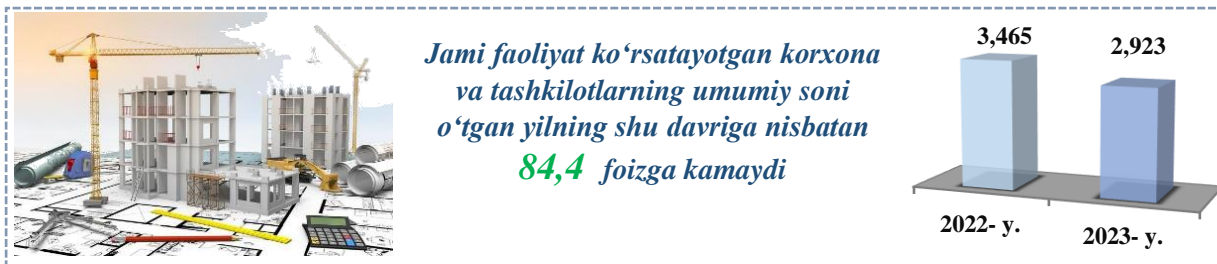 Jami faoliyat ko‘rsatayotgan korxona
va tashkilotlarning umumiy soni
o‘tgan yilning shu davriga nisbatan
84,4 foizga kamaydi
3,465
2,923
2022- y.
2023- y.